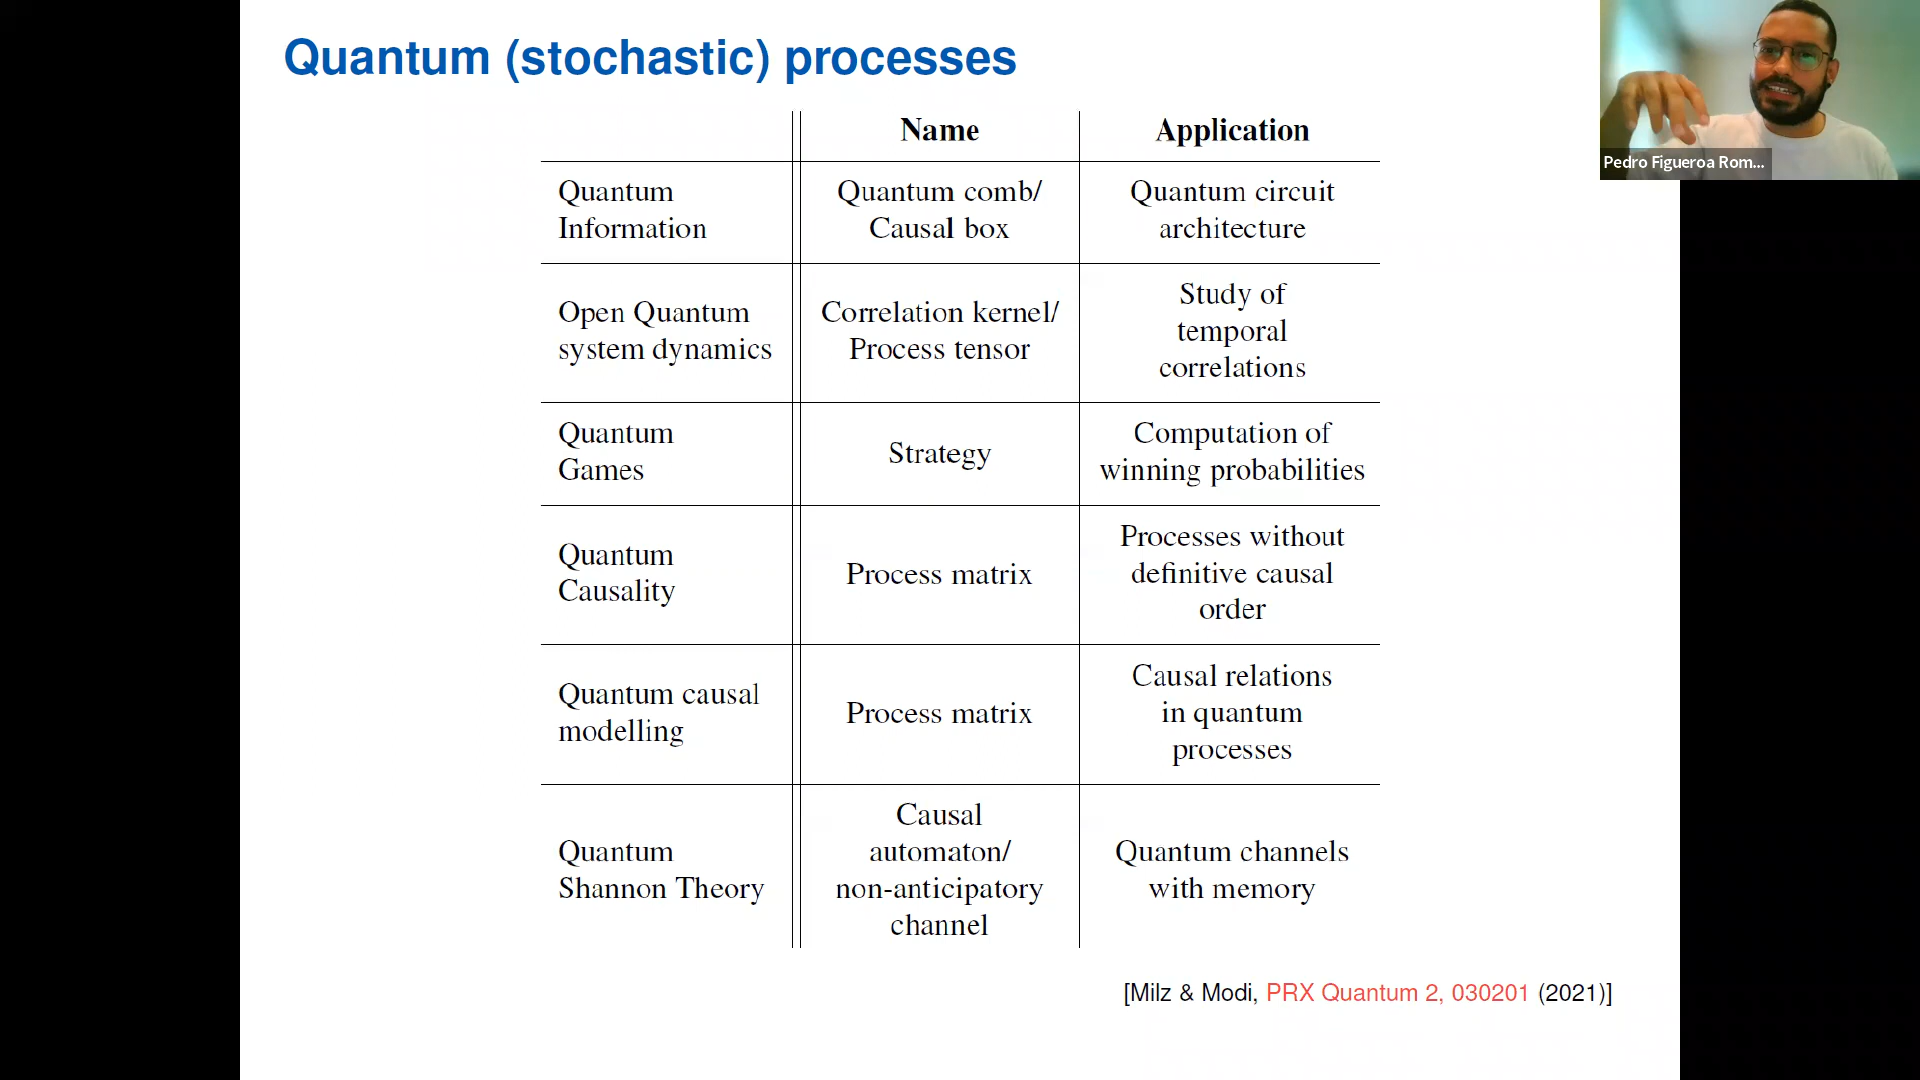 Quantum (stochastic) processes
Name
Application
Quantum
Information
Quantum comb/
Causal box
Quantum circuit
architecture
Open Quantum
system dynamics
Correlation kernel/
Process tensor
Study of
temporal
correlations
Quantum
Games
Strategy
Computation of
winning probabilities
Quantum
Causality
Process matrix
Processes without
definitive causal
order
Quantum causal
modelling
Process matrix
Causal relations
in quantum
processes
Quantum
Shannon Theory
Causal
automaton/
non-anticipatory
channel
Quantum channels
with memory
[Milz & Modi, PRX Quantum 2, 030201 (2021)]
Pedro Figueroa Rom...